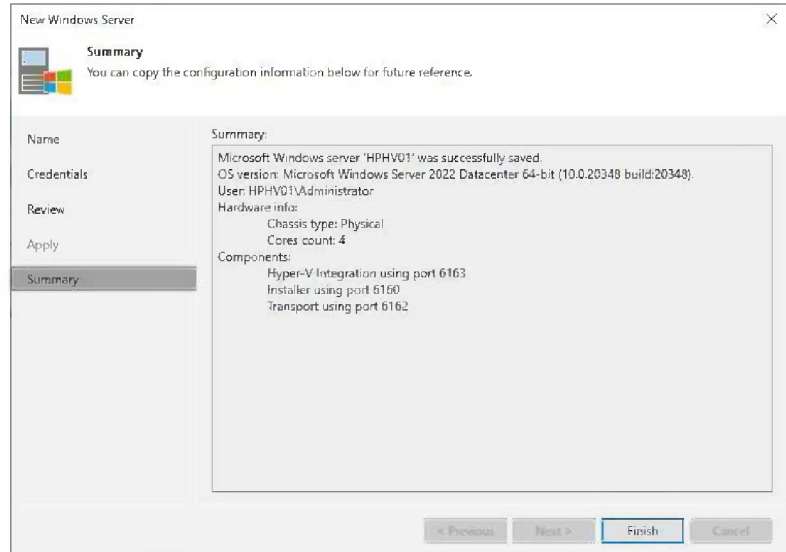 New Windows Server
Summary
You can copy the configuration information below for future reference.
Name
Credentials
Review
Apply
Summary
Summary:
Microsoft Windows server 'HPHV01' was successfully saved.
OS version: Microsoft Windows Server 2022 Datacenter 64-bit (10.0.20348 build:20348).
User: HPHV01\Administrator
Hardware info:
Chassis type: Physical
Cores count: 4
Components:
Hyper-V Integration using port 6163
Installer using port 6160
Transport using port 6162
< Previous
Next >
Finish
Cancel